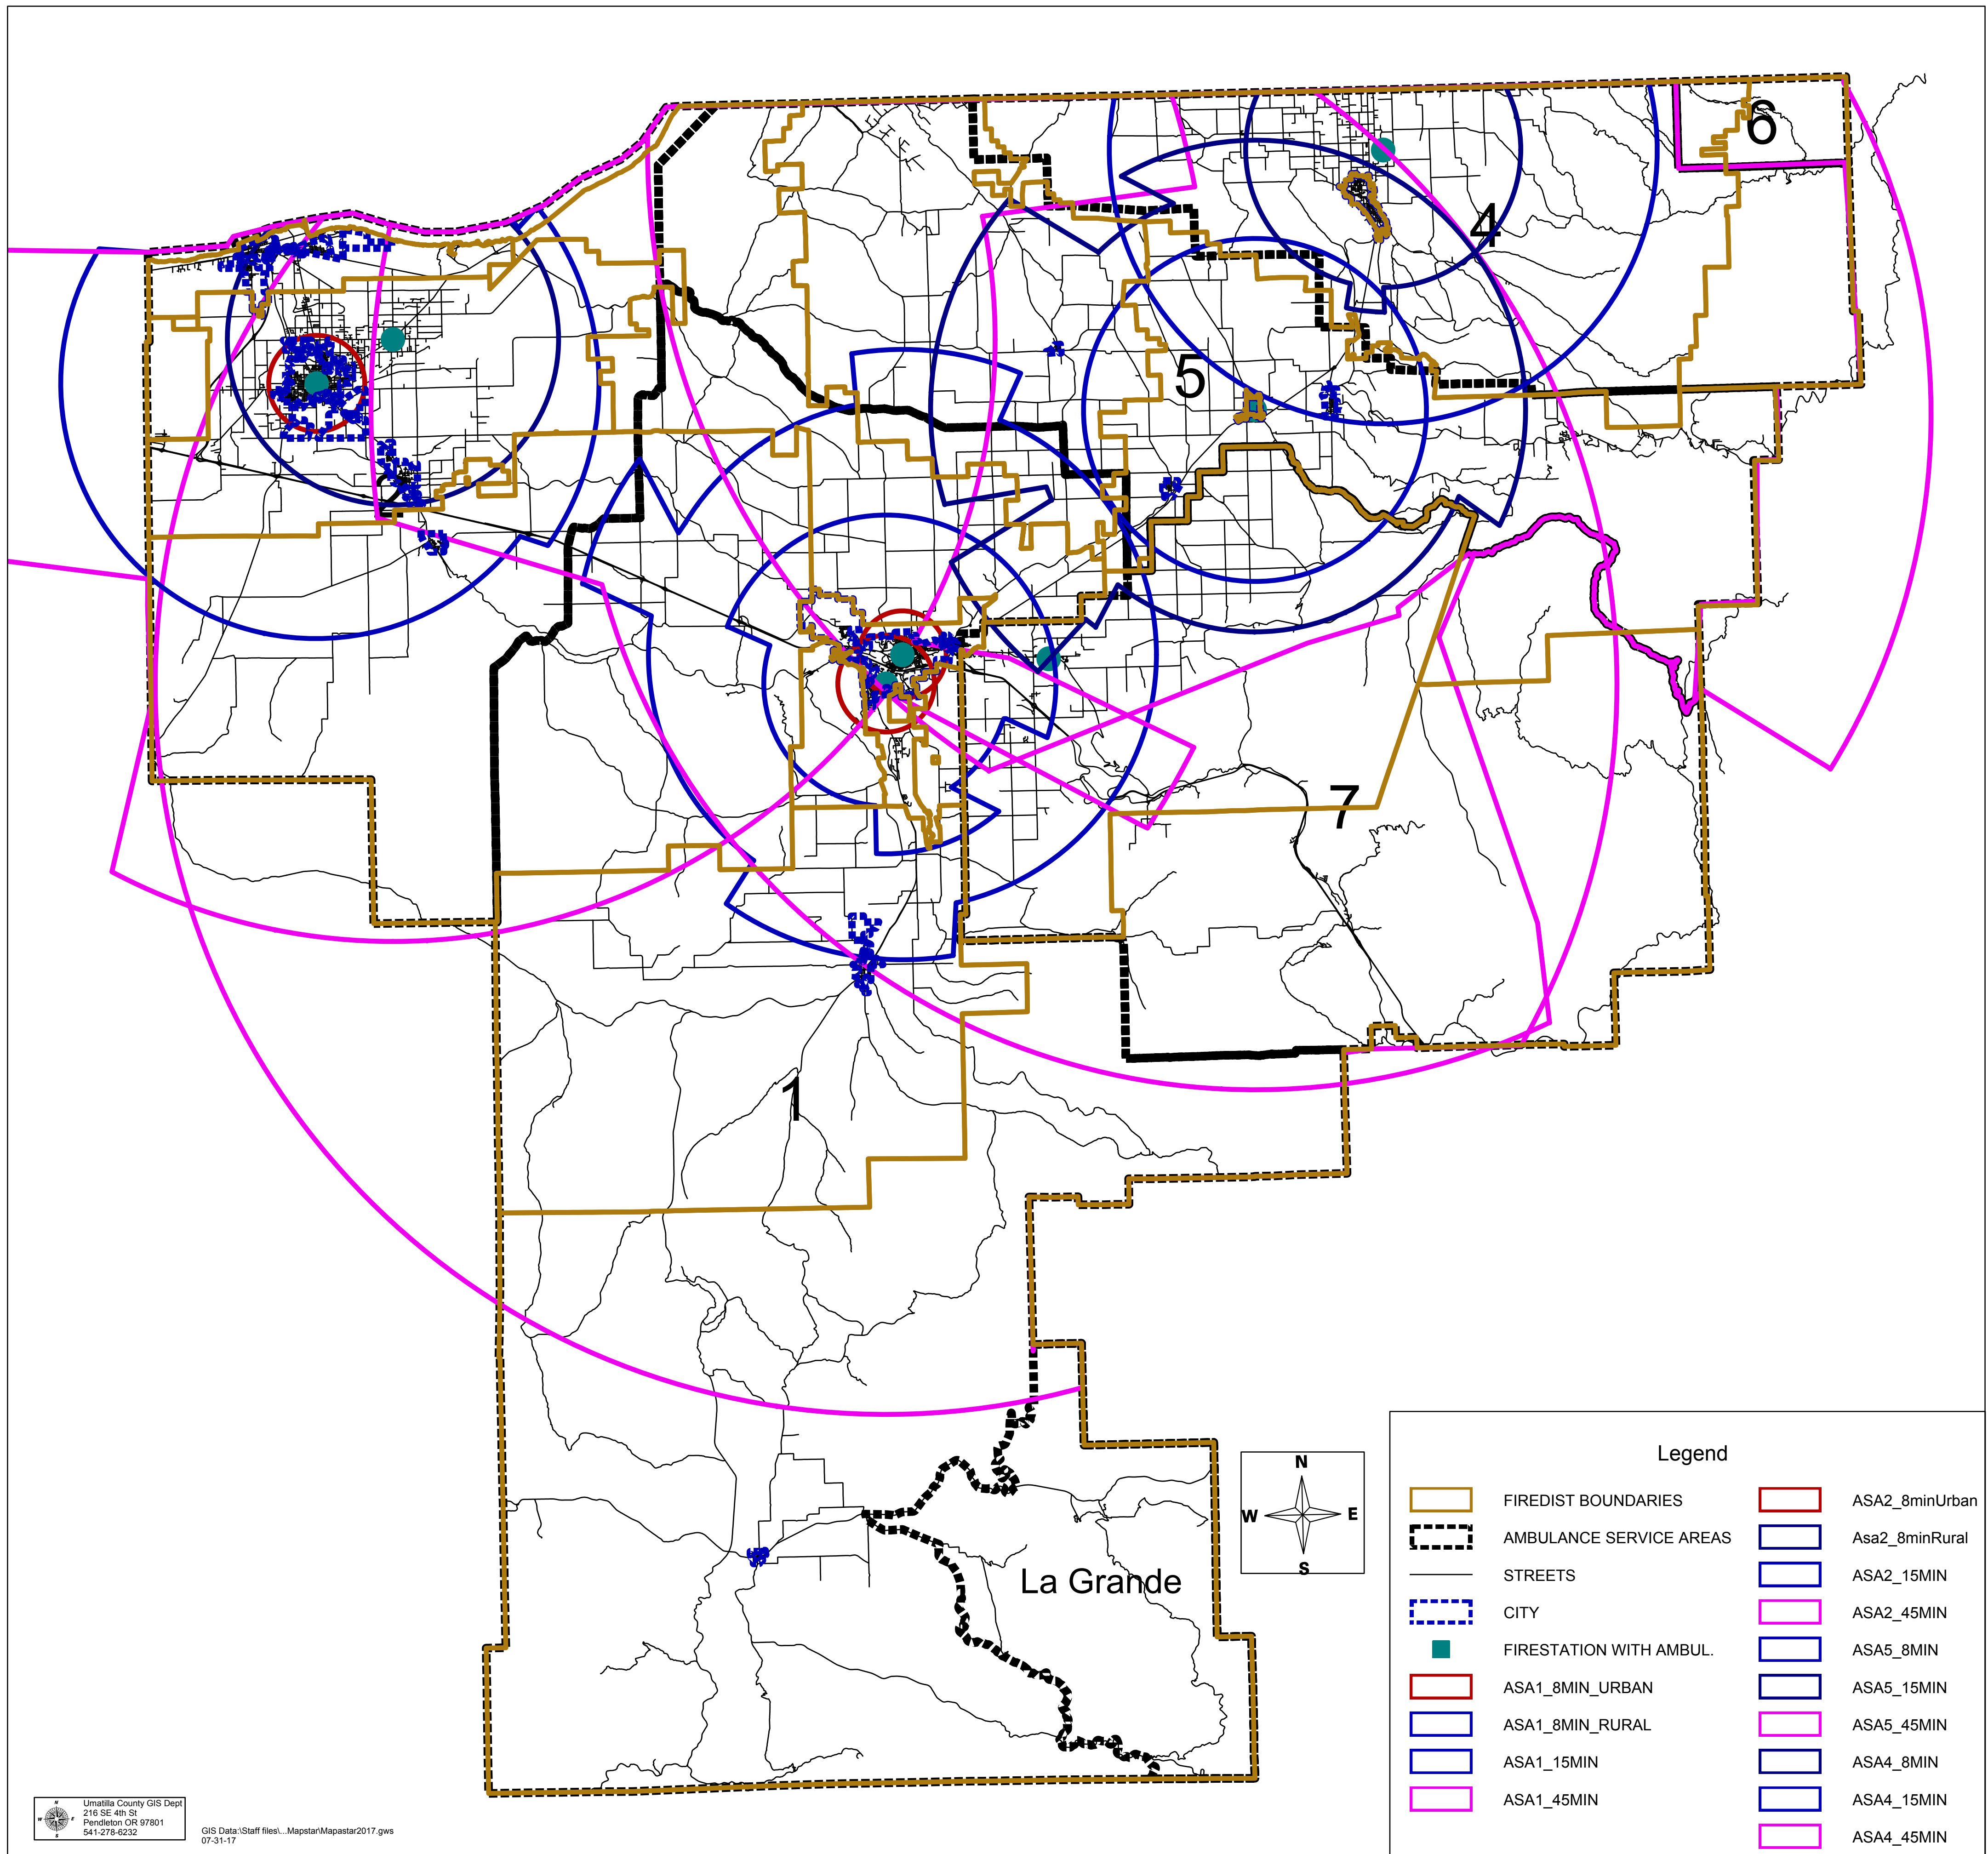 6
4
5
7
1
La Grande
N
W E
S
Legend
FIREDIST BOUNDARIES
AMBULANCE SERVICE AREAS
STREETS
CITY
FIRESTATION WITH AMBUL.
ASA1_8MIN_URBAN
ASA1_8MIN_RURAL
ASA1_15MIN
ASA1_45MIN
ASA2_8minUrban
Asa2_8minRural
ASA2_15MIN
ASA2_45MIN
ASA5_8MIN
ASA5_15MIN
ASA5_45MIN
ASA4_8MIN
ASA4_15MIN
ASA4_45MIN
N
W E
S
Umatilla County GIS Dept
216 SE 4th St
Pendleton OR 97801
541-278-6232
GIS Data:\Staff files\...Mapstar\Mapastar2017.gws
07-31-17